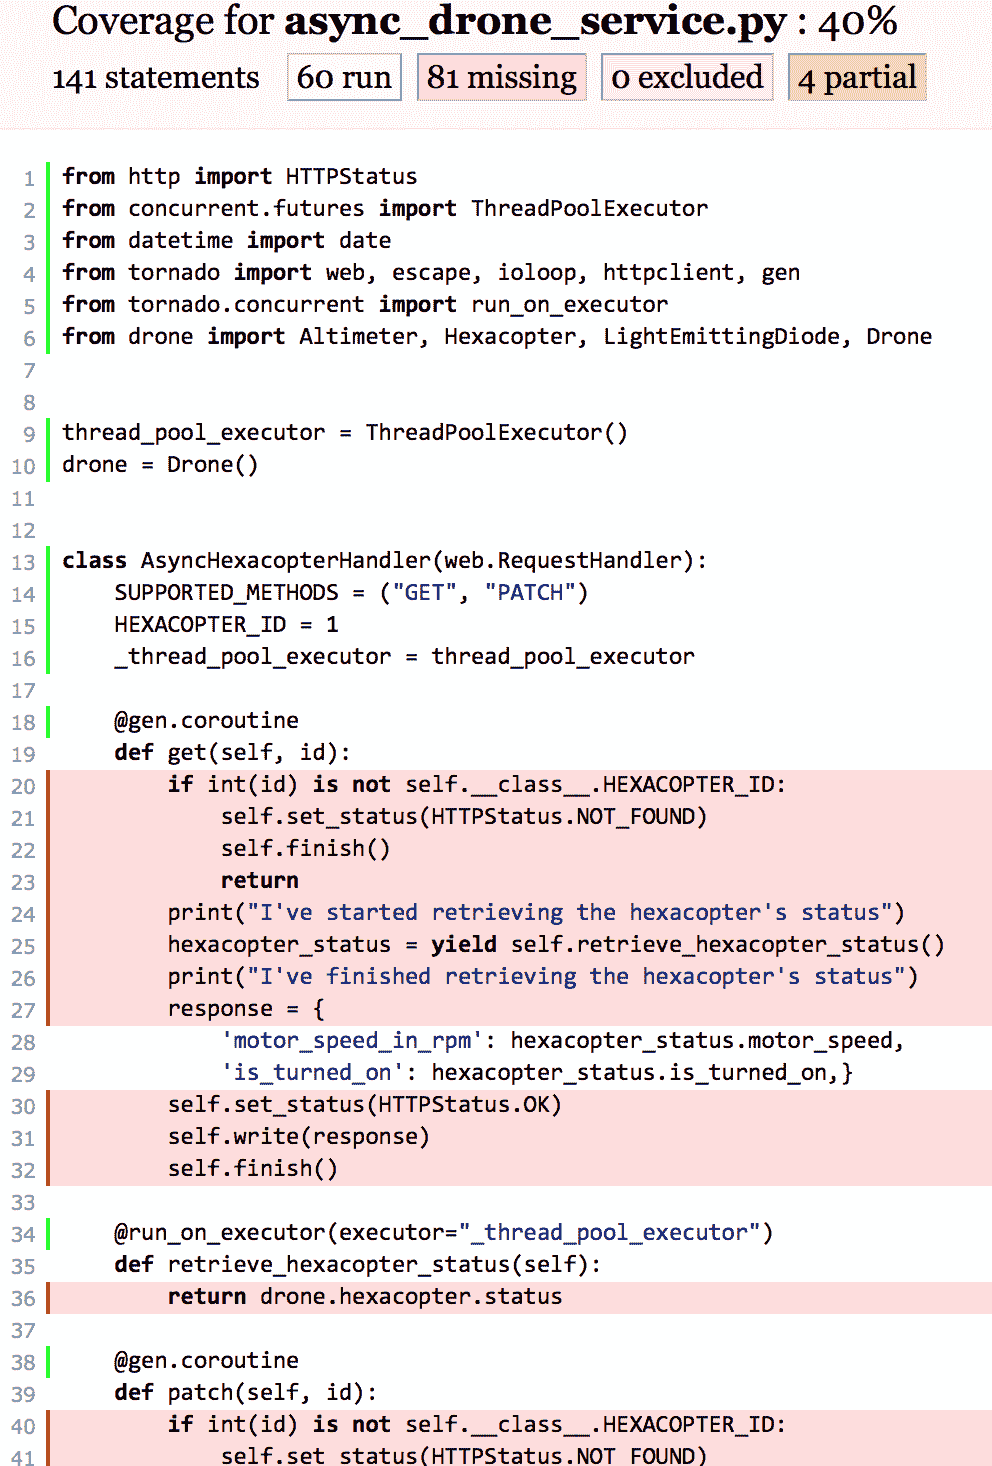 Coverage for async_drone_service.py : 40%
141 statements 60 run 81 missing 0 excluded 4 partial
1 from http import HTTPStatus
2 from concurrent.futures import ThreadPoolExecutor
3 from datetime import date
4 from tornado import web, escape, ioloop, httpclient, gen
5 from tornado.concurrent import run_on_executor
6 from drone import Altimeter, Hexacopter, LightEmittingDiode, Drone
7
8
9 thread_pool_executor = ThreadPoolExecutor()
10 drone = Drone()
11
12
13 class AsyncHexacopterHandler(web.RequestHandler):
14     SUPPORTED_METHODS = ("GET", "PATCH")
15     HEXACOPTER_ID = 1
16     _thread_pool_executor = thread_pool_executor
17
18     @gen.coroutine
19     def get(self, id):
20         if int(id) is not self.__class__.HEXACOPTER_ID:
21             self.set_status(HTTPStatus.NOT_FOUND)
22             self.finish()
23             return
24         print("I've started retrieving the hexacopter's status")
25         hexacopter_status = yield self.retrieve_hexacopter_status()
26         print("I've finished retrieving the hexacopter's status")
27         response = {
28             'motor_speed_in_rpm': hexacopter_status.motor_speed,
29             'is_turned_on': hexacopter_status.is_turned_on,}
30         self.set_status(HTTPStatus.OK)
31         self.write(response)
32         self.finish()
33
34     @run_on_executor(executor="_thread_pool_executor")
35     def retrieve_hexacopter_status(self):
36         return drone.hexacopter.status
37
38     @gen.coroutine
39     def patch(self, id):
40         if int(id) is not self.__class__.HEXACOPTER_ID:
41             self.set_status(HTTPStatus.NOT_FOUND)